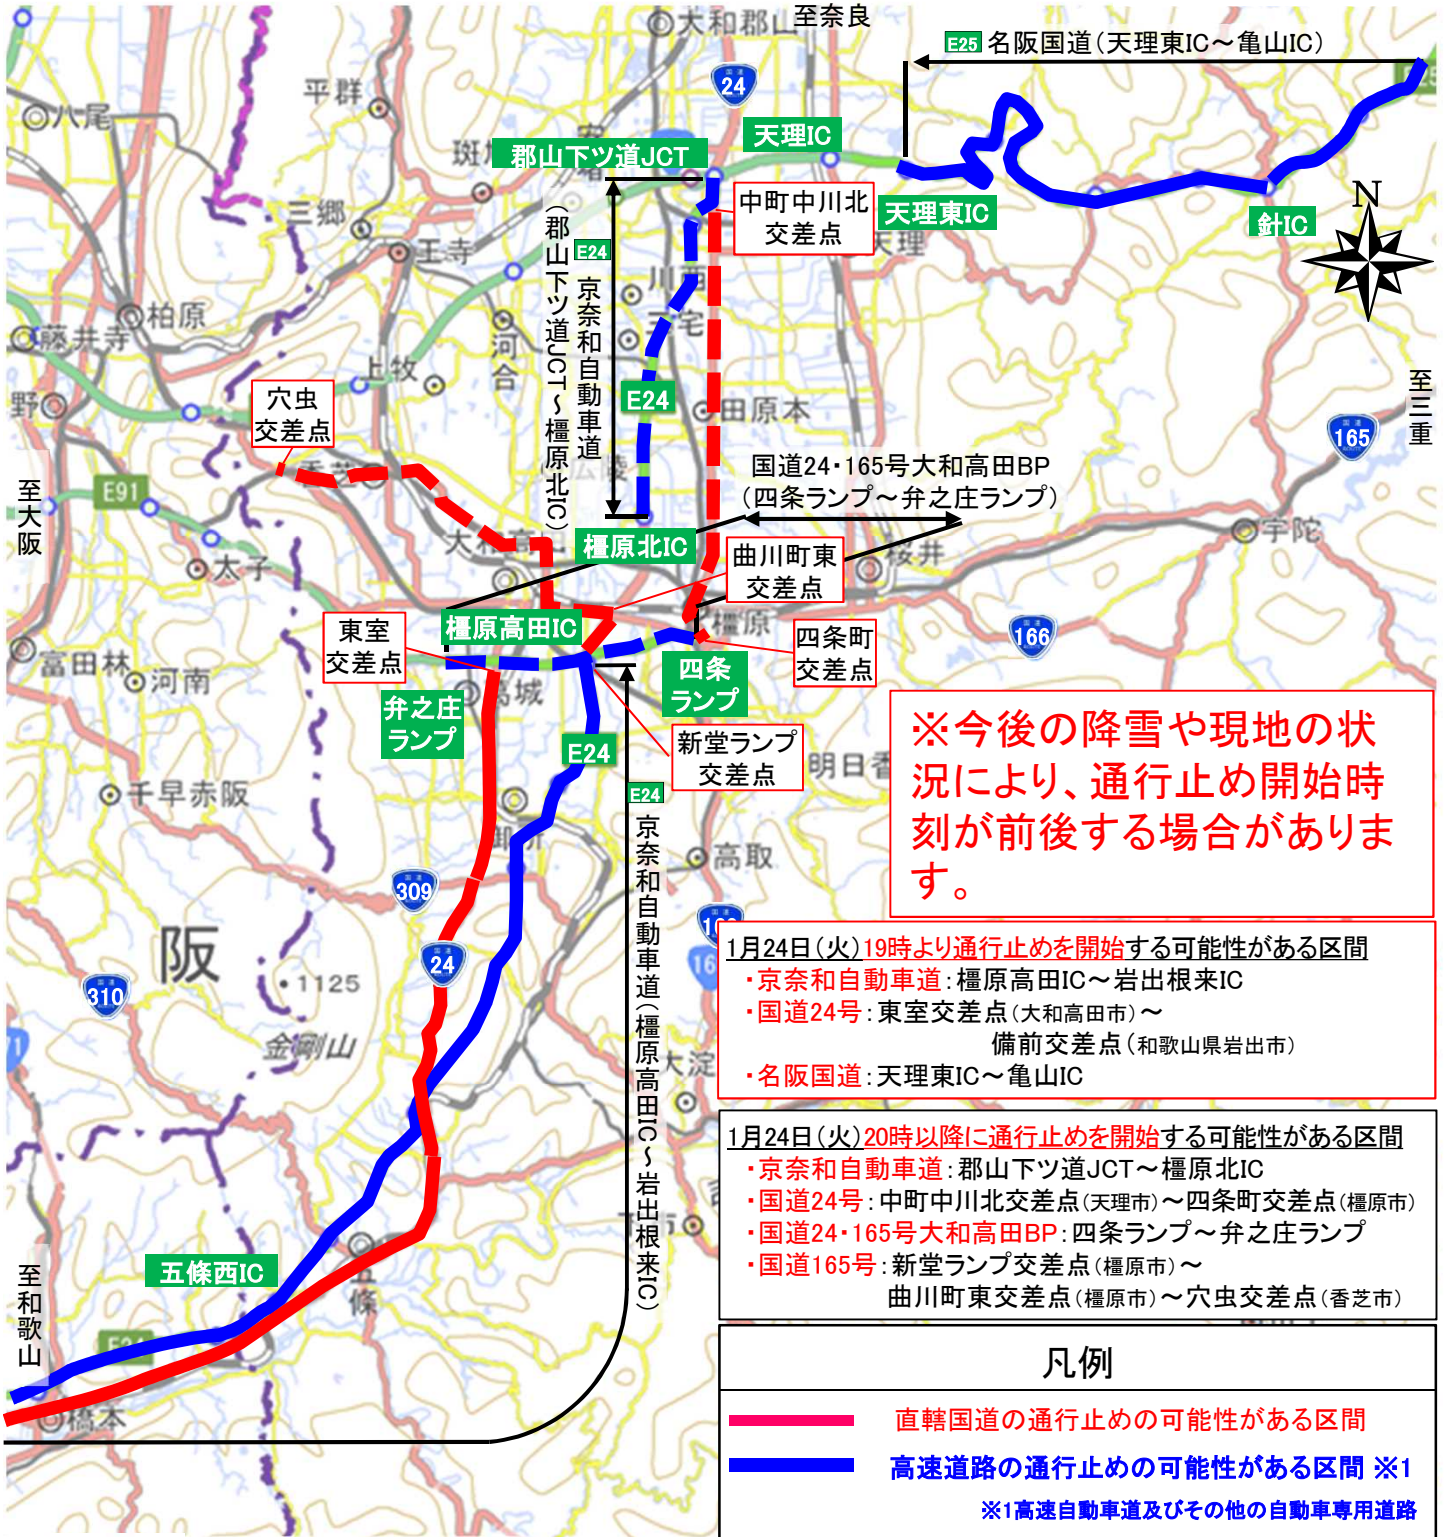 至奈良
大和郡山
E25 名阪国道(天理東IC～亀山IC)
24
平群
八尾
天理IC
郡山下ツ道JCT
中町中川北
交差点
天理東IC
針IC
N
三郷
王寺
天理
川西
三宅
(郡山下ツ道JCT～橿原北IC)
E24 京奈和自動車道
柏原
藤井寺
河合
上牧
至三重
穴虫
交差点
E24
田原本
165
野
香芝
広陵
国道24・165号大和高田BP
(四条ランプ～弁之庄ランプ)
至大阪
E91
宇陀
橿原北IC
桜井
太子
曲川町東
交差点
橿原高田IC
橿原
東室
交差点
四条町
交差点
166
富田林
河南
葛城
四条
ランプ
弁之庄
ランプ
E24
新堂ランプ
交差点
明日香
※今後の降雪や現地の状
況により、通行止め開始時
刻が前後する場合がありま
す。
千早赤阪
御所
高取
309
E24 京奈和自動車道(橿原高田IC～岩出根来IC)
阪
24
310
1125
金剛山
大淀
1月24日(火)19時より通行止めを開始する可能性がある区間
・京奈和自動車道:橿原高田IC～岩出根来IC
・国道24号:東室交差点(大和高田市)～
備前交差点(和歌山県岩出市)
・名阪国道:天理東IC～亀山IC
1月24日(火)20時以降に通行止めを開始する可能性がある区間
・京奈和自動車道:郡山下ツ道JCT～橿原北IC
・国道24号:中町中川北交差点(天理市)～四条町交差点(橿原市)
・国道24・165号大和高田BP:四条ランプ～弁之庄ランプ
・国道165号:新堂ランプ交差点(橿原市)～
曲川町東交差点(橿原市)～穴虫交差点(香芝市)
五條西IC
五條
至和歌山
橋本
凡例
直轄国道の通行止めの可能性がある区間
高速道路の通行止めの可能性がある区間 ※1
※1高速自動車道及びその他の自動車専用道路